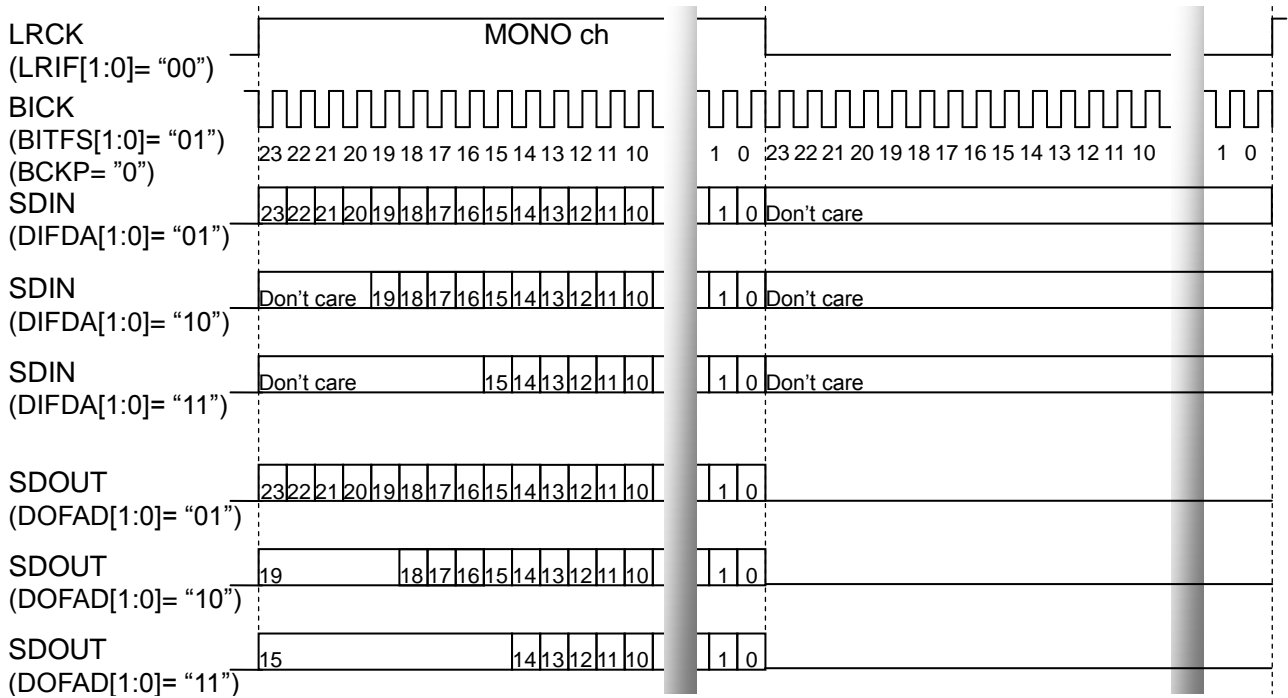 LRCK MONO ch
(LRIF[1:0]= “00”)
BICK
(BITFS[1:0]= “01”)
(BCKP= ”0”)
23 22 21 20 19 18 17 16 15 14 13 12 11 10 1 0 23 22 21 20 19 18 17 16 15 14 13 12 11 10 1 0
SDIN
(DIFDA[1:0]= “01”)
23 22 21 20 19 18 17 16 15 14 13 12 11 10 1 0 Don’t care
SDIN
(DIFDA[1:0]= “10”)
Don’t care 19 18 17 16 15 14 13 12 11 10 1 0 Don’t care
SDIN
(DIFDA[1:0]= “11”)
Don’t care 15 14 13 12 11 10 1 0 Don’t care
SDOUT
(DOFAD[1:0]= “01”)
23 22 21 20 19 18 17 16 15 14 13 12 11 10 1 0
SDOUT
(DOFAD[1:0]= “10”)
19 18 17 16 15 14 13 12 11 10 1 0
SDOUT
(DOFAD[1:0]= “11”)
15 14 13 12 11 10 1 0